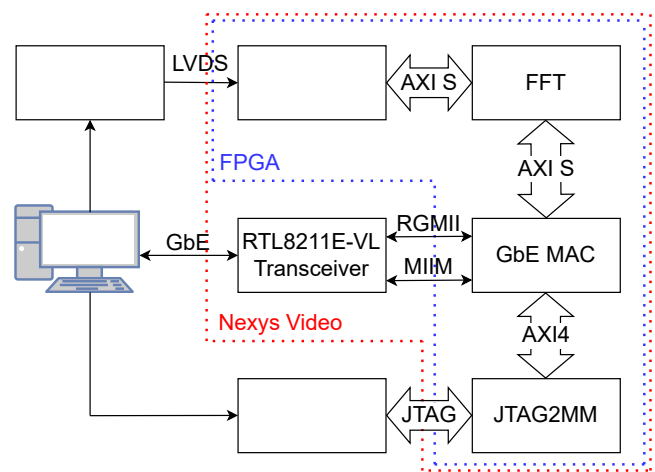 LVDS
AXI S
FFT
FPGA
AXI S
GbE
RTL8211E-VL
Transceiver
RGMII
MIIM
GbE MAC
Nexys Video
AXI4
JTAG
JTAG2MM